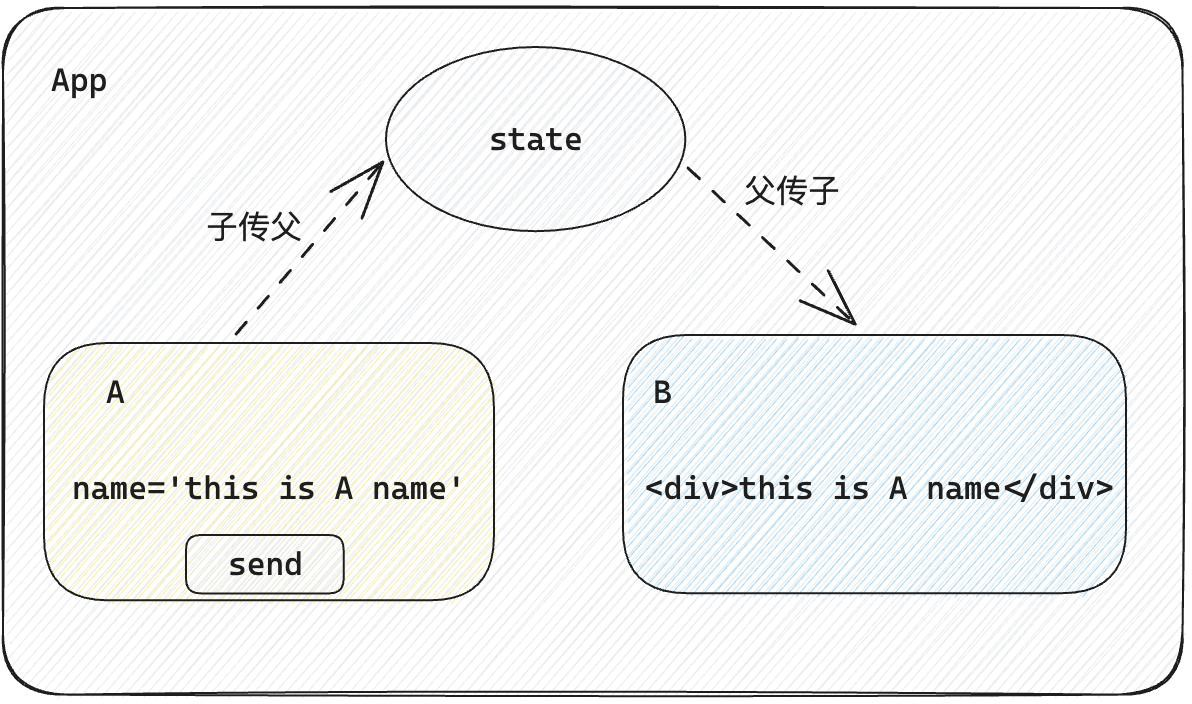 App
state
子传父
父传子
A
name='this is A name'
send
B
<div>this is A name</div>